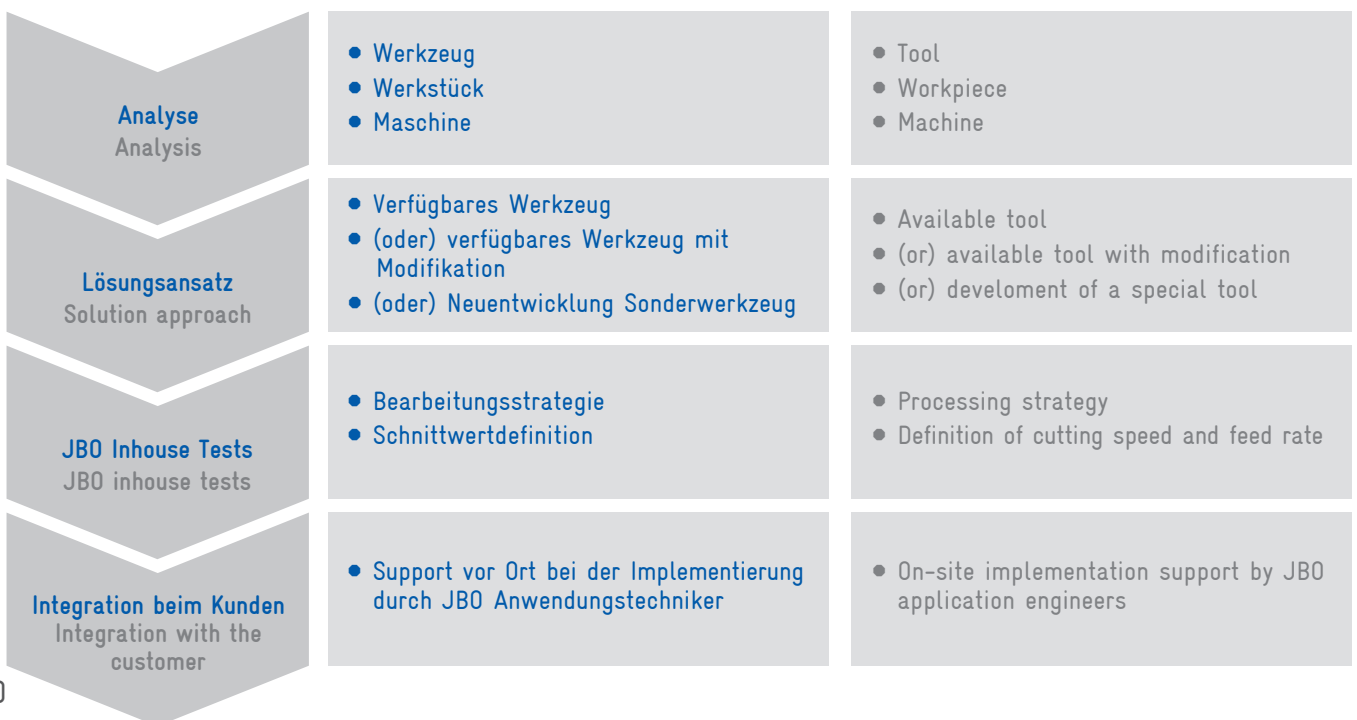 Analyse
Analysis
● Werkzeug
● Werkstück
● Maschine
● Tool
● Workpiece
● Machine
Lösungsansatz
Solution approach
● Verfügbares Werkzeug
● (oder) verfügbares Werkzeug mit
Modifikation
● (oder) Neuentwicklung Sonderwerkzeug
● Available tool
● (or) available tool with modification
● (or) develoment of a special tool
JBO Inhouse Tests
JBO inhouse tests
● Bearbeitungsstrategie
● Schnittwertdefinition
● Processing strategy
● Definition of cutting speed and feed rate
Integration beim Kunden
Integration with the
customer
● Support vor Ort bei der Implementierung
durch JBO Anwendungstechniker
● On-site implementation support by JBO
application engineers